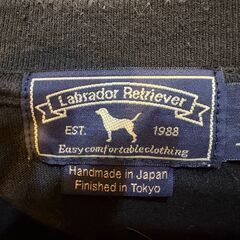 Labrador Retriever
EST. 1988
Easycomfortableclothing
Handmade in Japan
Finished in Tokyo